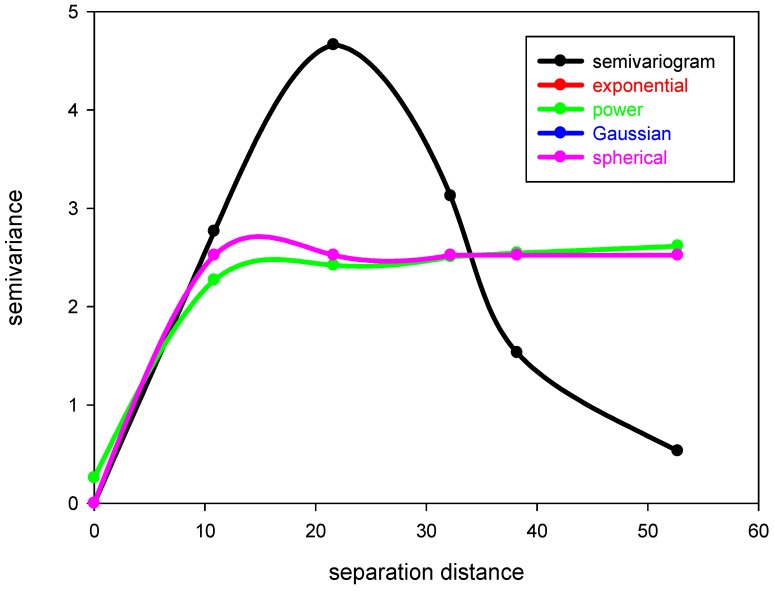 5
4
3
2
1
0
semivariance
semivariogram
exponential
power
Gaussian
spherical
0 10 20 30 40 50 60
separation distance